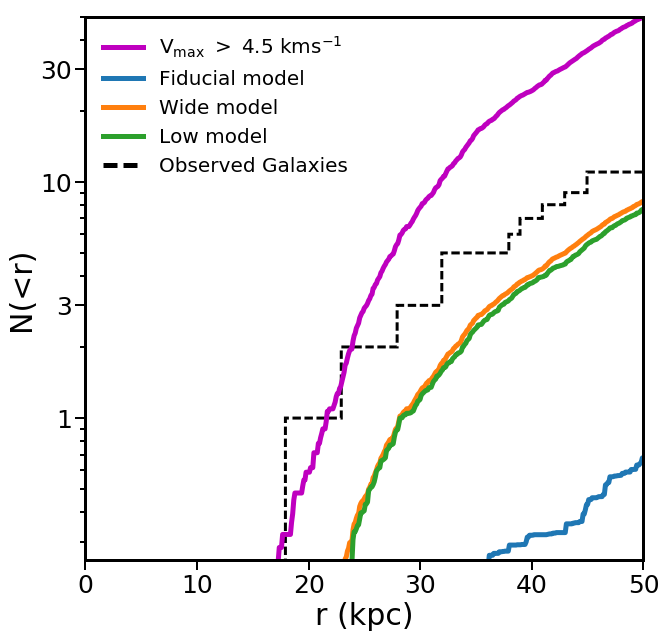 V_max > 4.5 kms⁻¹
Fiducial model
Wide model
Low model
Observed Galaxies
N(<r)
30
10
3
1
0 10 20 30 40 50
r (kpc)